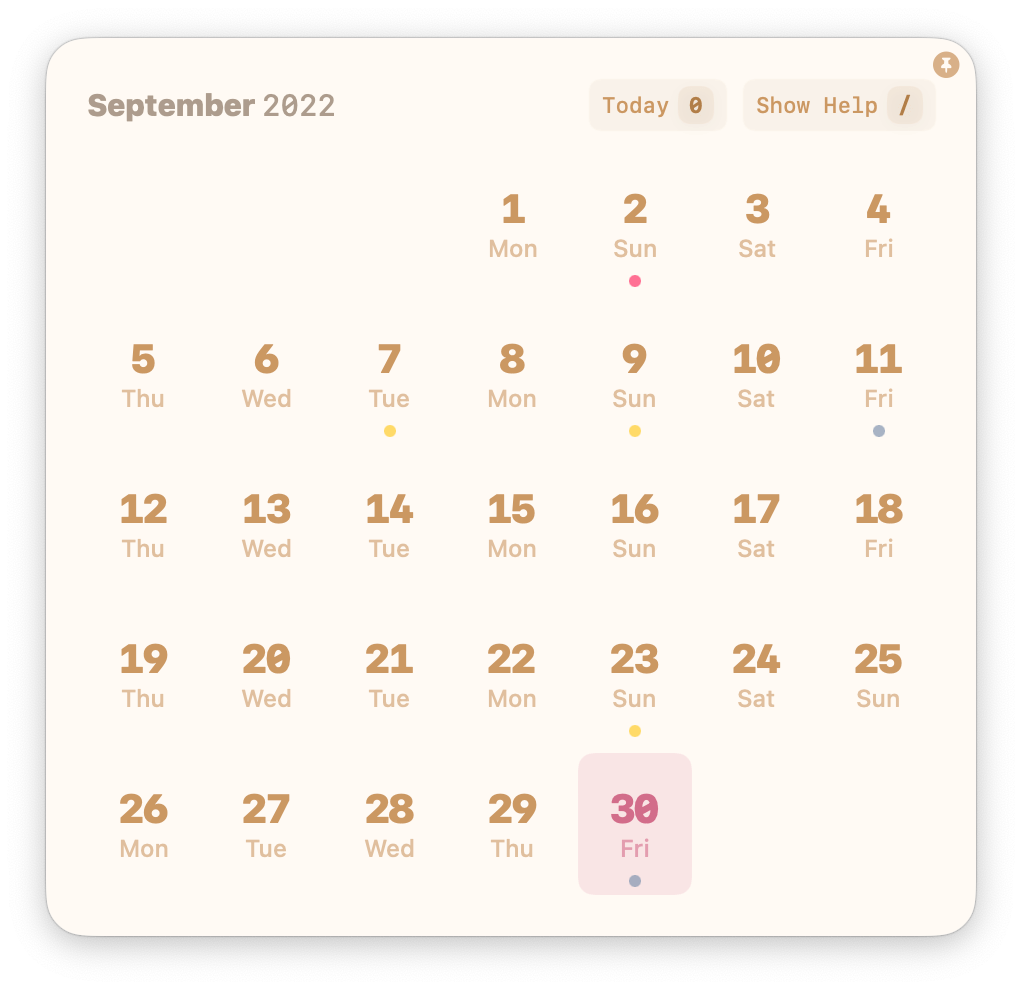 September 2022 Today 0 Show Help /
1 2 3 4
Mon Sun Sat Fri
5 6 7 8 9 10 11
Thu Wed Tue Mon Sun Sat Fri
12 13 14 15 16 17 18
Thu Wed Tue Mon Sun Sat Fri
19 20 21 22 23 24 25
Thu Wed Tue Mon Sun Sat Sun
26 27 28 29 30
Mon Tue Wed Thu Fri